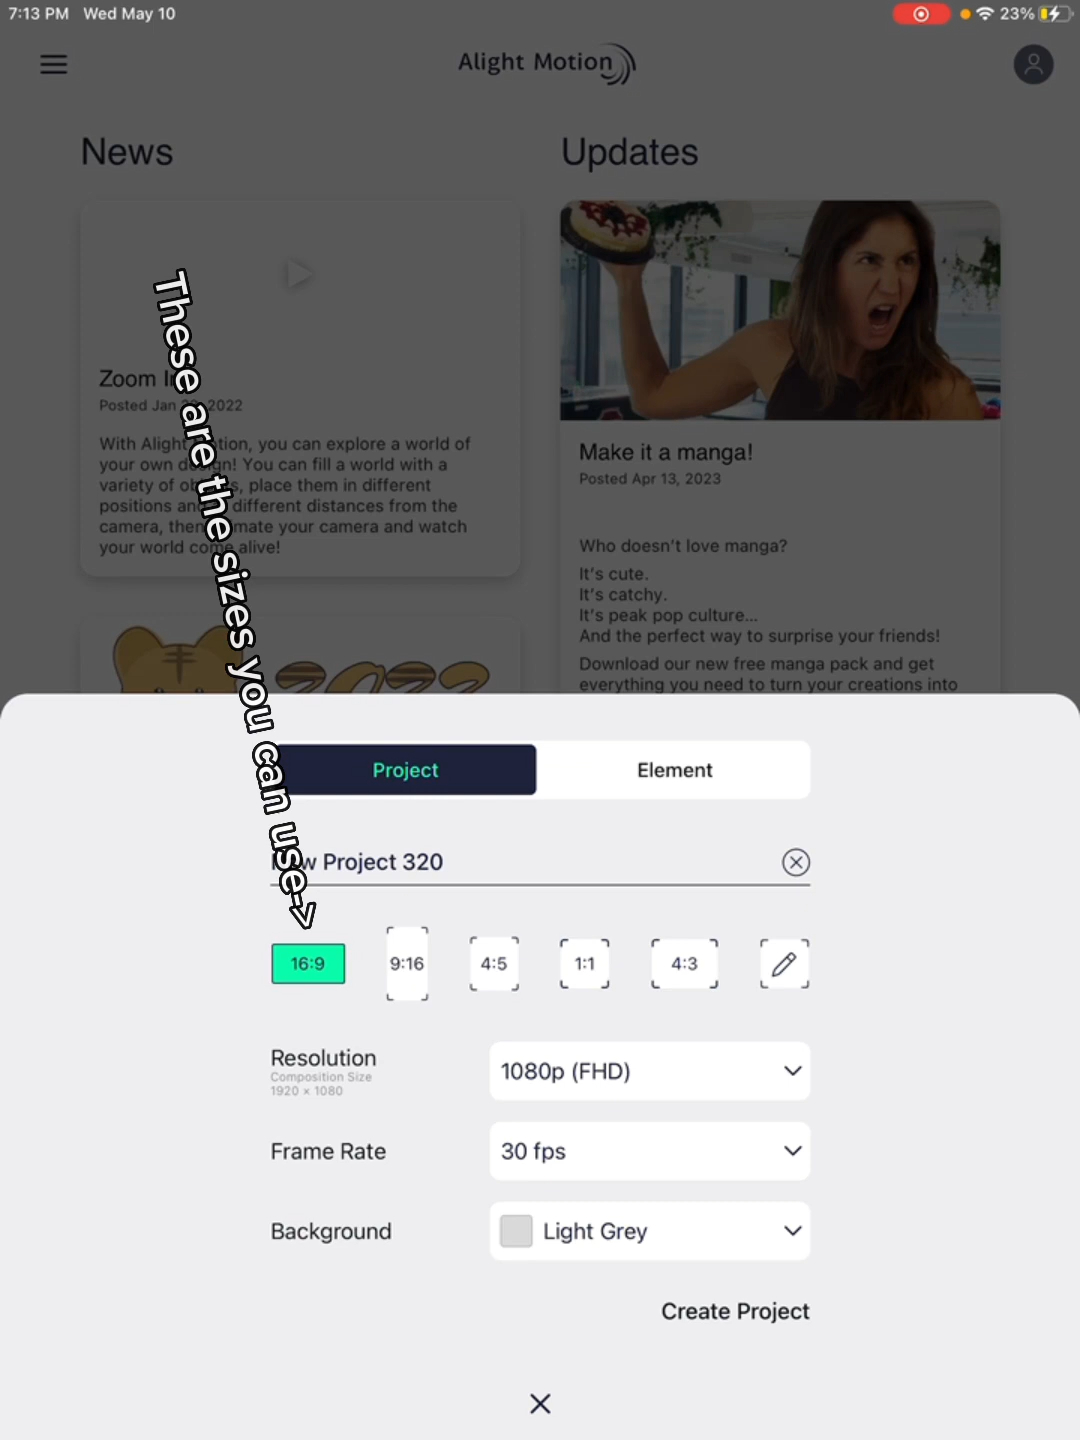 7:13 PM Wed May 10
23%
Alight Motion
News
Updates
Zoom I
Posted Jan 2022
With Alight tion, you can explore a world of
your own de gn! You can fill a world with a
variety of ob s, place them in different
positions and different distances from the
camera, then mate your camera and watch
your world come alive!
2022
Make it a manga!
Posted Apr 13, 2023
Who doesn't love manga?
It's cute.
It's catchy.
It's peak pop culture...
And the perfect way to surprise your friends!
Download our new free manga pack and get
everything you need to turn your creations into
These are the sizes you can use->
Project
Element
w Project 320
16:9
9:16
4:5
1:1
4:3
Resolution
Composition Size
1920 × 1080
1080p (FHD)
Frame Rate
30 fps
Background
Light Grey
Create Project